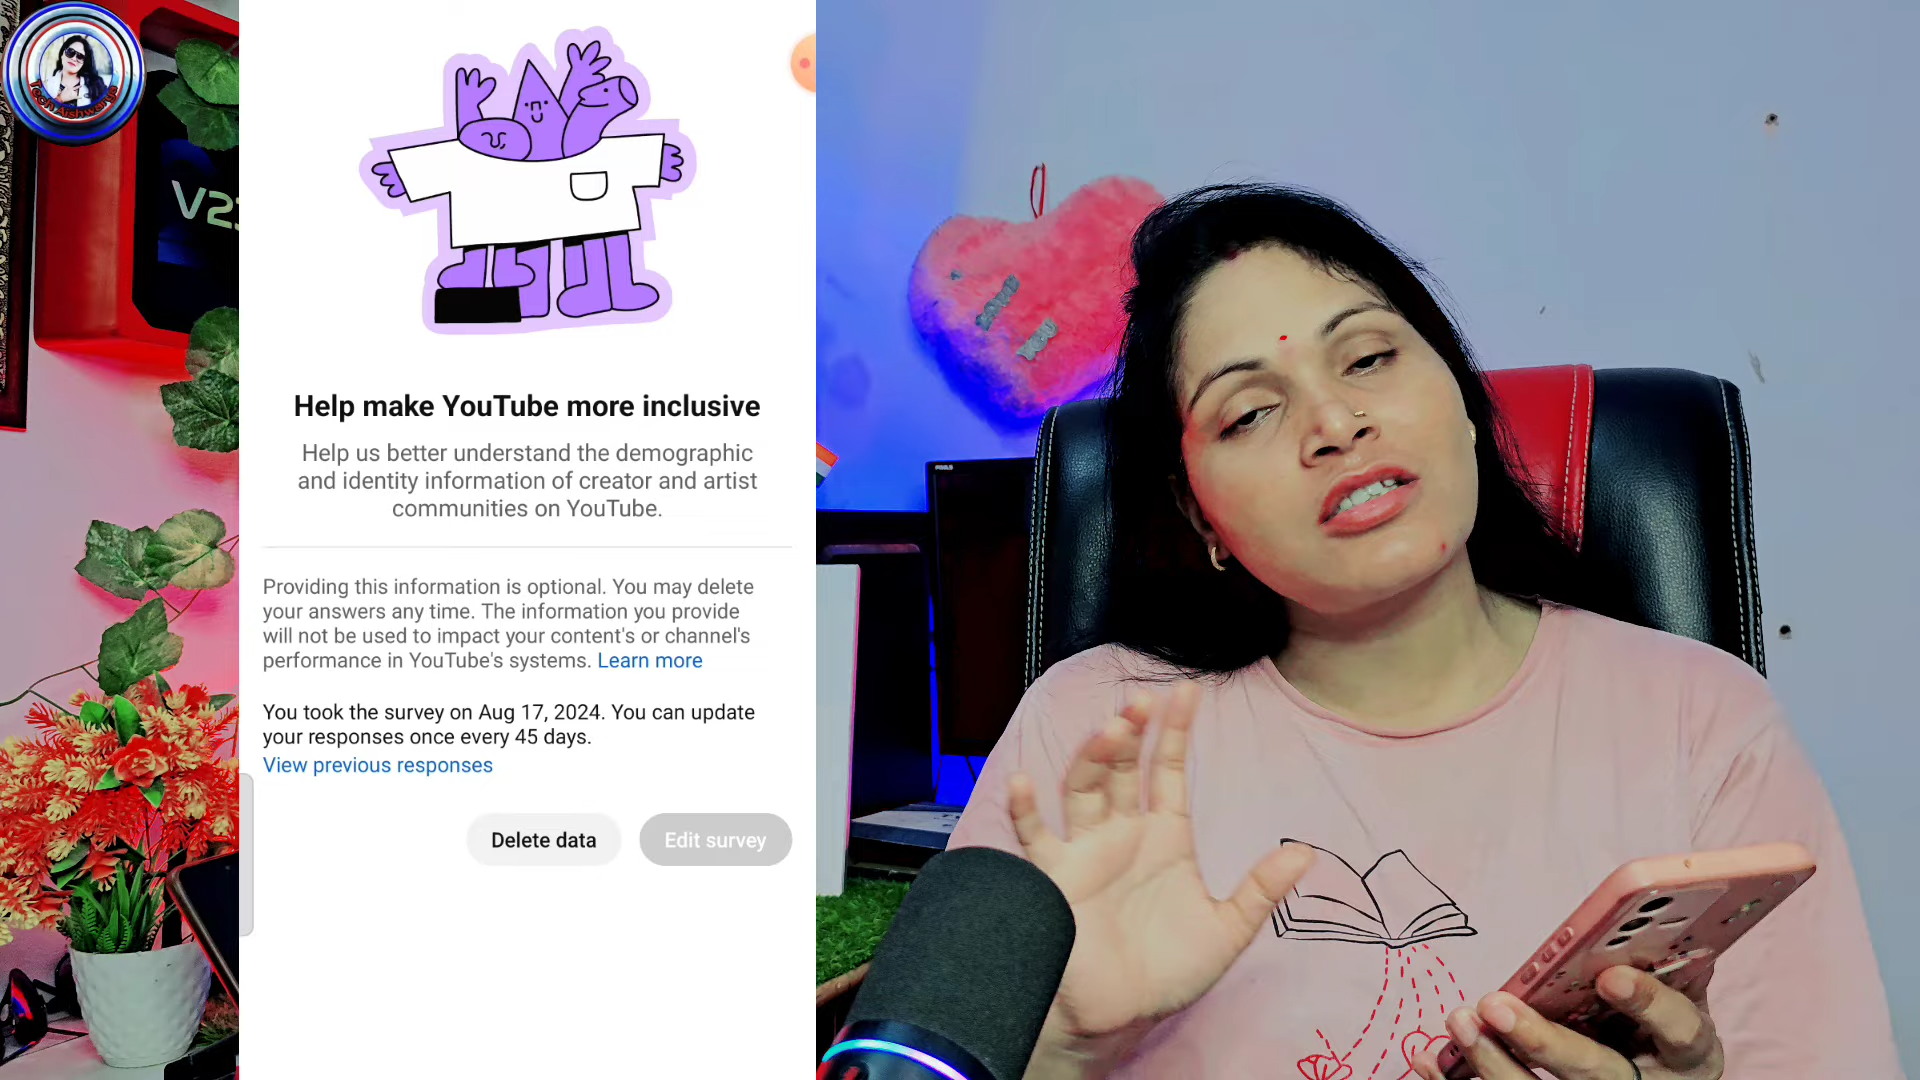 Tech Aishwarya
V2
Help make YouTube more inclusive
Help us better understand the demographic
and identity information of creator and artist
communities on YouTube.
Providing this information is optional. You may delete
your answers any time. The information you provide
will not be used to impact your content's or channel's
performance in YouTube's systems. Learn more
You took the survey on Aug 17, 2024. You can update
your responses once every 45 days.
View previous responses
Delete data
Edit survey